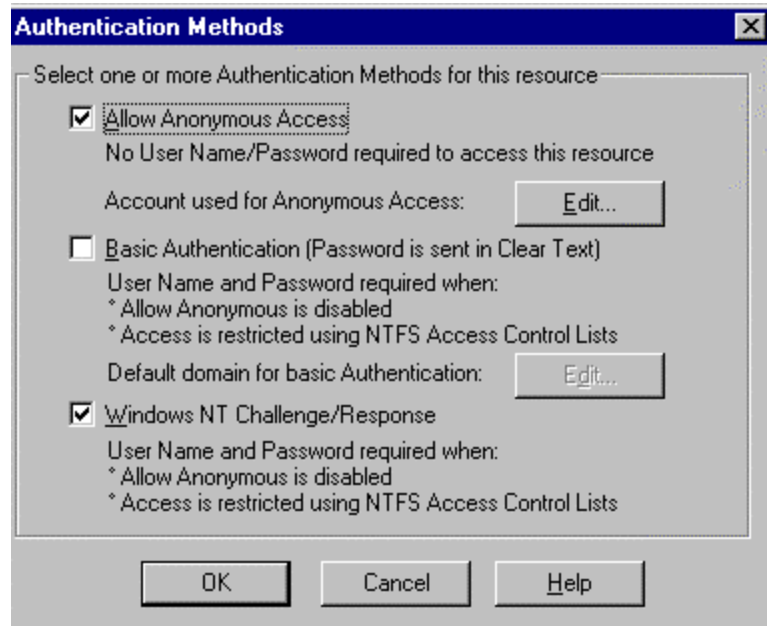 Authentication Methods
Select one or more Authentication Methods for this resource
Allow Anonymous Access
No User Name/Password required to access this resource
Account used for Anonymous Access: Edit...
Basic Authentication (Password is sent in Clear Text)
User Name and Password required when:
* Allow Anonymous is disabled
* Access is restricted using NTFS Access Control Lists
Default domain for basic Authentication: Edit...
Windows NT Challenge/Response
User Name and Password required when:
* Allow Anonymous is disabled
* Access is restricted using NTFS Access Control Lists
OK Cancel Help